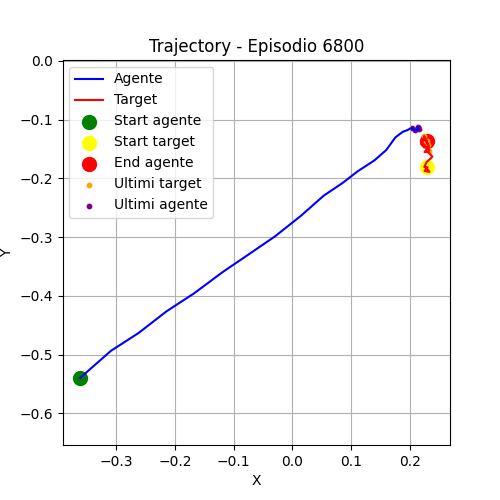 Trajectory - Episodio 6800
Agente
Target
Start agente
Start target
End agente
Ultimi target
Ultimi agente
0.0
−0.1
−0.2
−0.3
−0.4
−0.5
−0.6
Y
−0.3
−0.2
−0.1
0.0
0.1
0.2
X